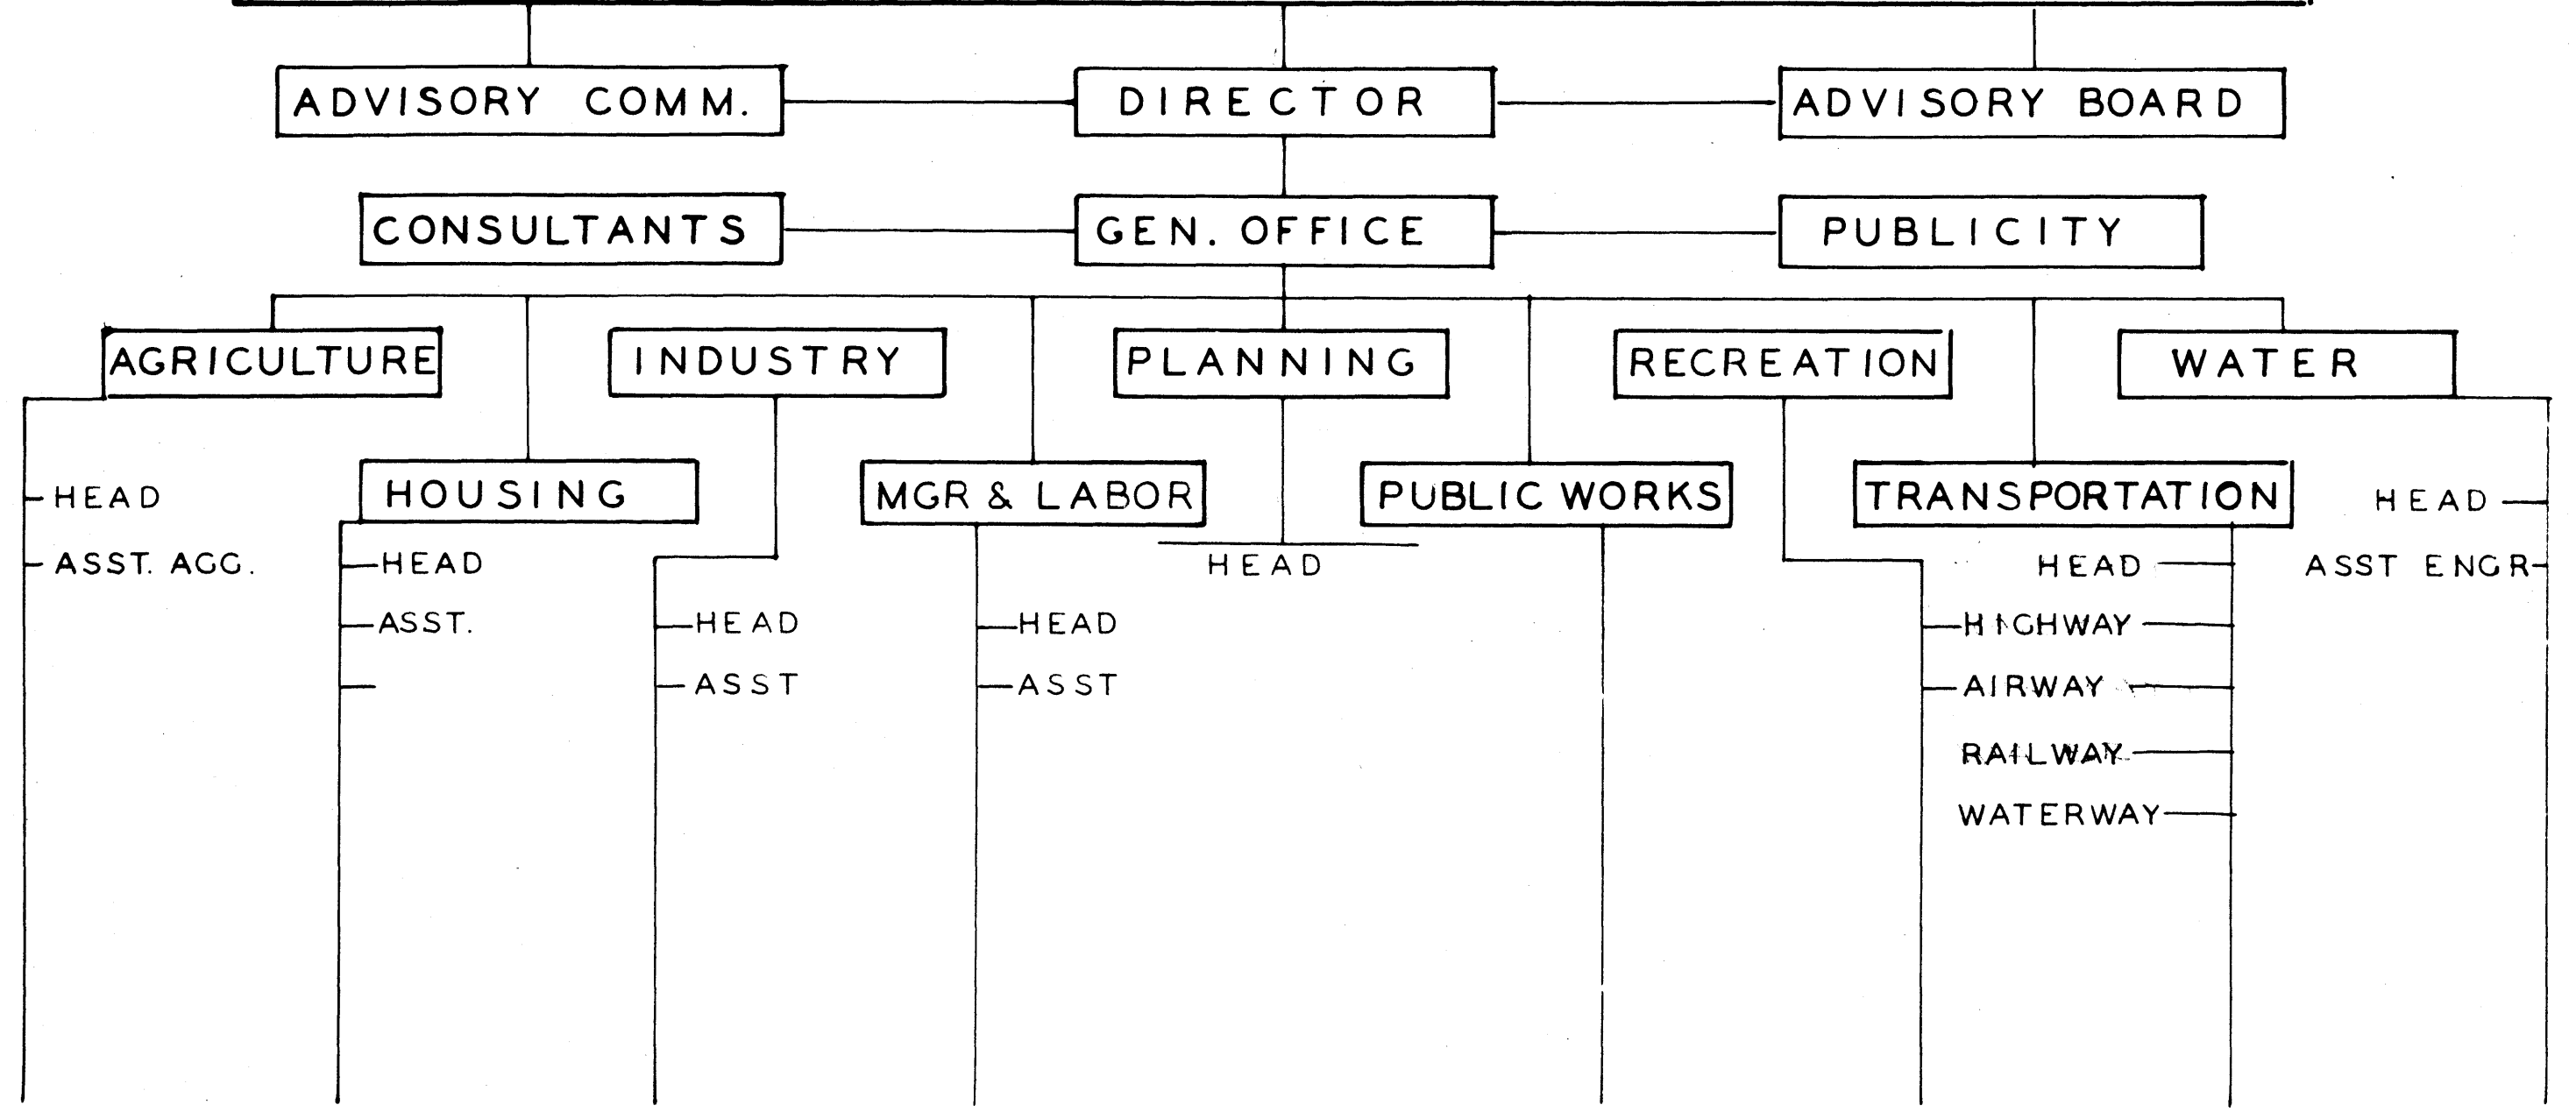 ADVISORY COMM.
DIRECTOR
ADVISORY BOARD
CONSULTANTS
GEN. OFFICE
PUBLICITY
AGRICULTURE
INDUSTRY
PLANNING
RECREATION
WATER
HOUSING
MGR & LABOR
PUBLIC WORKS
TRANSPORTATION
HEAD
ASST. AGG.
HEAD
ASST.
HEAD
ASST
HEAD
ASST
HEAD
HEAD
HIGHWAY
AIRWAY
RAILWAY
WATERWAY
HEAD
ASST ENGR